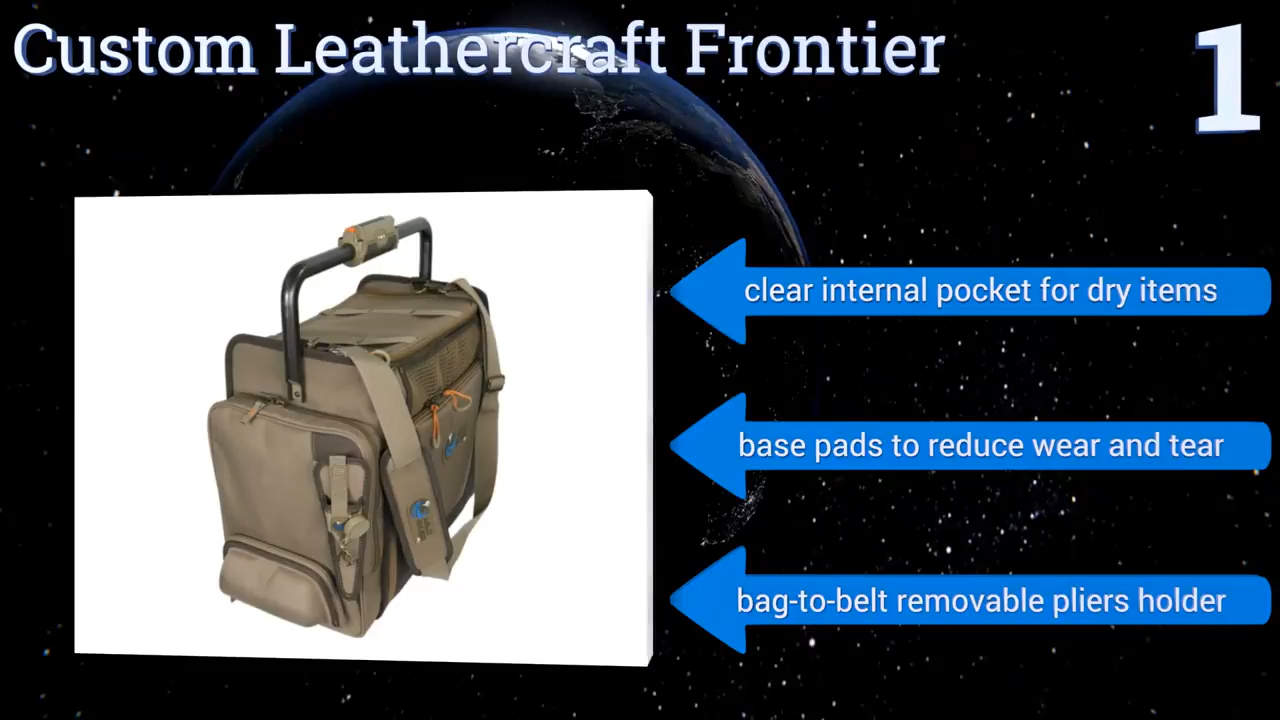 Custom Leathercraft Frontier
1
clear internal pocket for dry items
base pads to reduce wear and tear
bag-to-belt removable pliers holder